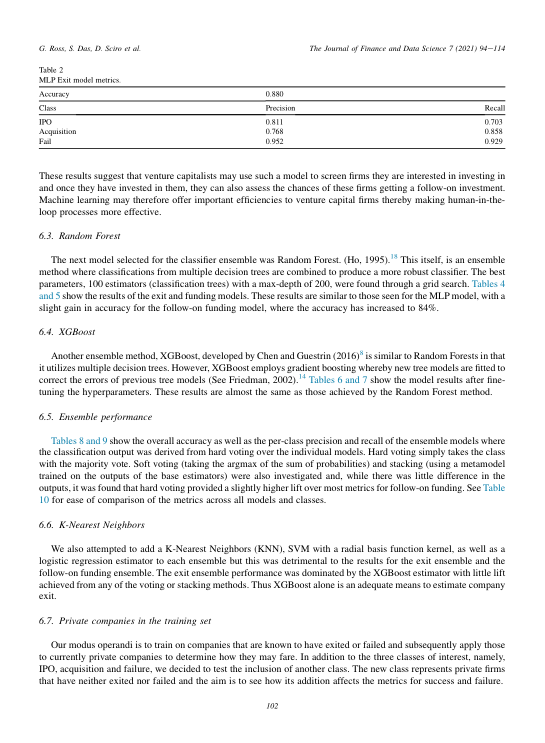 G. Ross, S. Das, D. Sciro et al.
The Journal of Finance and Data Science 7 (2021) 94–114
Table 2
MLP Exit model metrics.
Accuracy 0.880
Class Precision Recall
IPO 0.811 0.703
Acquisition 0.768 0.858
Fail 0.952 0.929
These results suggest that venture capitalists may use such a model to screen firms they are interested in investing in
and once they have invested in them, they can also assess the chances of these firms getting a follow-on investment.
Machine learning may therefore offer important efficiencies to venture capital firms thereby making human-in-the-
loop processes more effective.
6.3. Random Forest
The next model selected for the classifier ensemble was Random Forest. (Ho, 1995).18 This itself, is an ensemble
method where classifications from multiple decision trees are combined to produce a more robust classifier. The best
parameters, 100 estimators (classification trees) with a max-depth of 200, were found through a grid search. Tables 4
and 5 show the results of the exit and funding models. These results are similar to those seen for the MLP model, with a
slight gain in accuracy for the follow-on funding model, where the accuracy has increased to 84%.
6.4. XGBoost
Another ensemble method, XGBoost, developed by Chen and Guestrin (2016)8 is similar to Random Forests in that
it utilizes multiple decision trees. However, XGBoost employs gradient boosting whereby new tree models are fitted to
correct the errors of previous tree models (See Friedman, 2002).14 Tables 6 and 7 show the model results after fine-
tuning the hyperparameters. These results are almost the same as those achieved by the Random Forest method.
6.5. Ensemble performance
Tables 8 and 9 show the overall accuracy as well as the per-class precision and recall of the ensemble models where
the classification output was derived from hard voting over the individual models. Hard voting simply takes the class
with the majority vote. Soft voting (taking the argmax of the sum of probabilities) and stacking (using a metamodel
trained on the outputs of the base estimators) were also investigated and, while there was little difference in the
outputs, it was found that hard voting provided a slightly higher lift over most metrics for follow-on funding. See Table
10 for ease of comparison of the metrics across all models and classes.
6.6. K-Nearest Neighbors
We also attempted to add a K-Nearest Neighbors (KNN), SVM with a radial basis function kernel, as well as a
logistic regression estimator to each ensemble but this was detrimental to the results for the exit ensemble and the
follow-on funding ensemble. The exit ensemble performance was dominated by the XGBoost estimator with little lift
achieved from any of the voting or stacking methods. Thus XGBoost alone is an adequate means to estimate company
exit.
6.7. Private companies in the training set
Our modus operandi is to train on companies that are known to have exited or failed and subsequently apply those
to currently private companies to determine how they may fare. In addition to the three classes of interest, namely,
IPO, acquisition and failure, we decided to test the inclusion of another class. The new class represents private firms
that have neither exited nor failed and the aim is to see how its addition affects the metrics for success and failure.
102